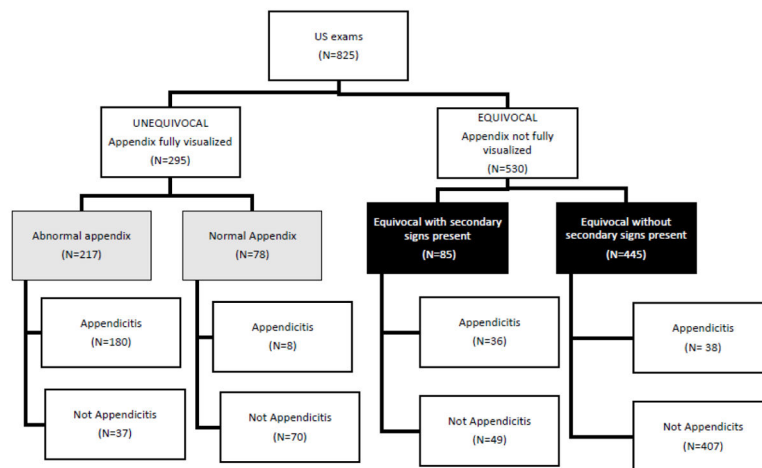 US exams
(N=825)
UNEQUIVOCAL
Appendix fully visualized
(N=295)
EQUIVOCAL
Appendix not fully
visualized
(N=530)
Abnormal appendix
(N=217)
Normal Appendix
(N=78)
Equivocal with secondary
signs present
(N=85)
Equivocal without
secondary signs present
(N=445)
Appendicitis
(N=180)
Appendicitis
(N=8)
Appendicitis
(N=36)
Appendicitis
(N= 38)
Not Appendicitis
(N=37)
Not Appendicitis
(N=70)
Not Appendicitis
(N=49)
Not Appendicits
(N=407)